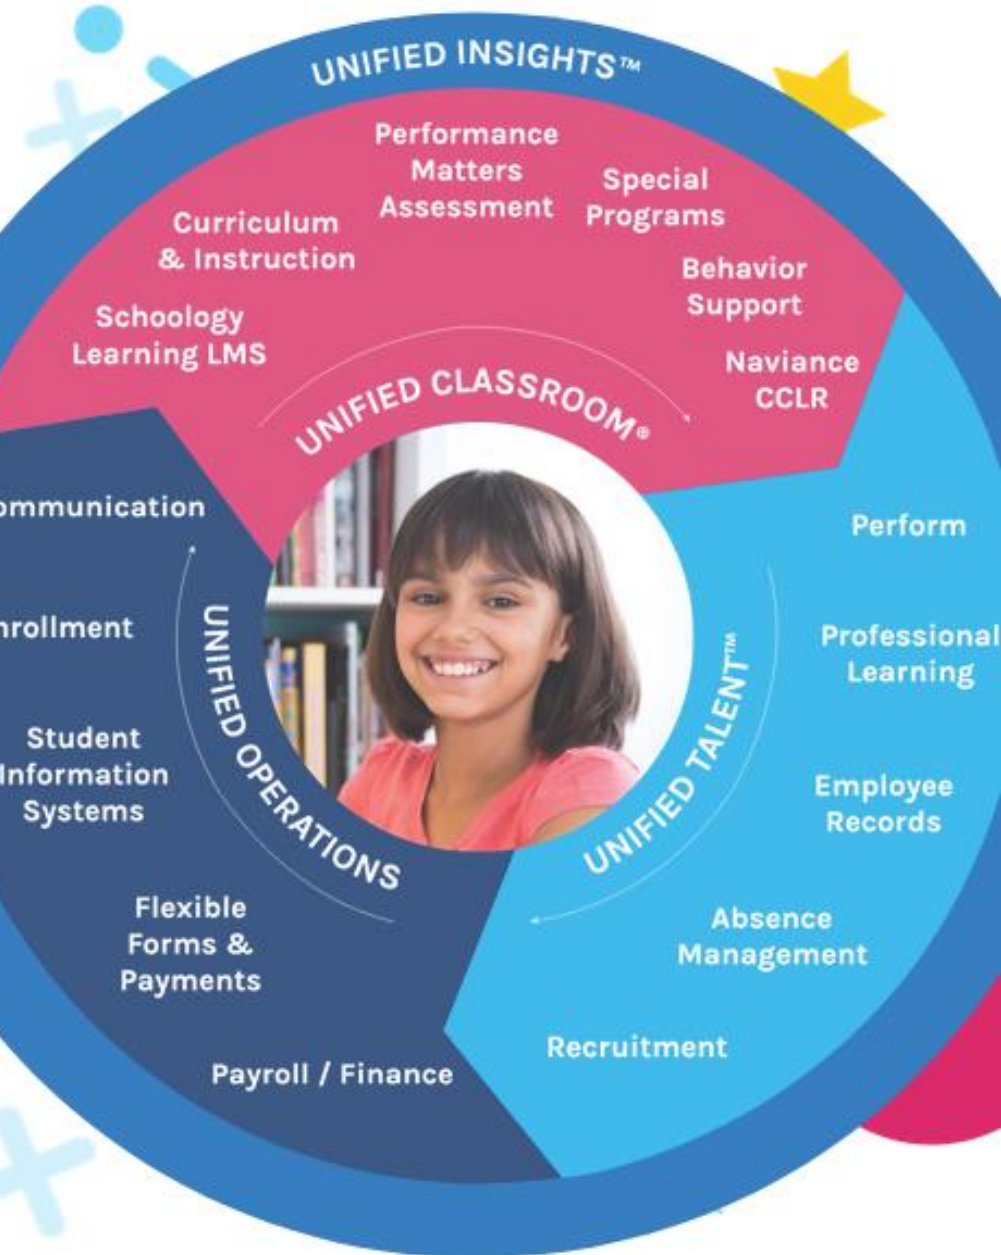 UNIFIED INSIGHTS™
Performance
Matters
Assessment
Special
Programs
Curriculum
& Instruction
Behavior
Support
Schoology
Learning LMS
Naviance
CCLR
UNIFIED CLASSROOM®
ommunication
nrollment
Student
Information
Systems
Flexible
Forms &
Payments
Payroll / Finance
UNIFIED OPERATIONS
UNIFIED TALENT™
Perform
Professional
Learning
Employee
Records
Absence
Management
Recruitment